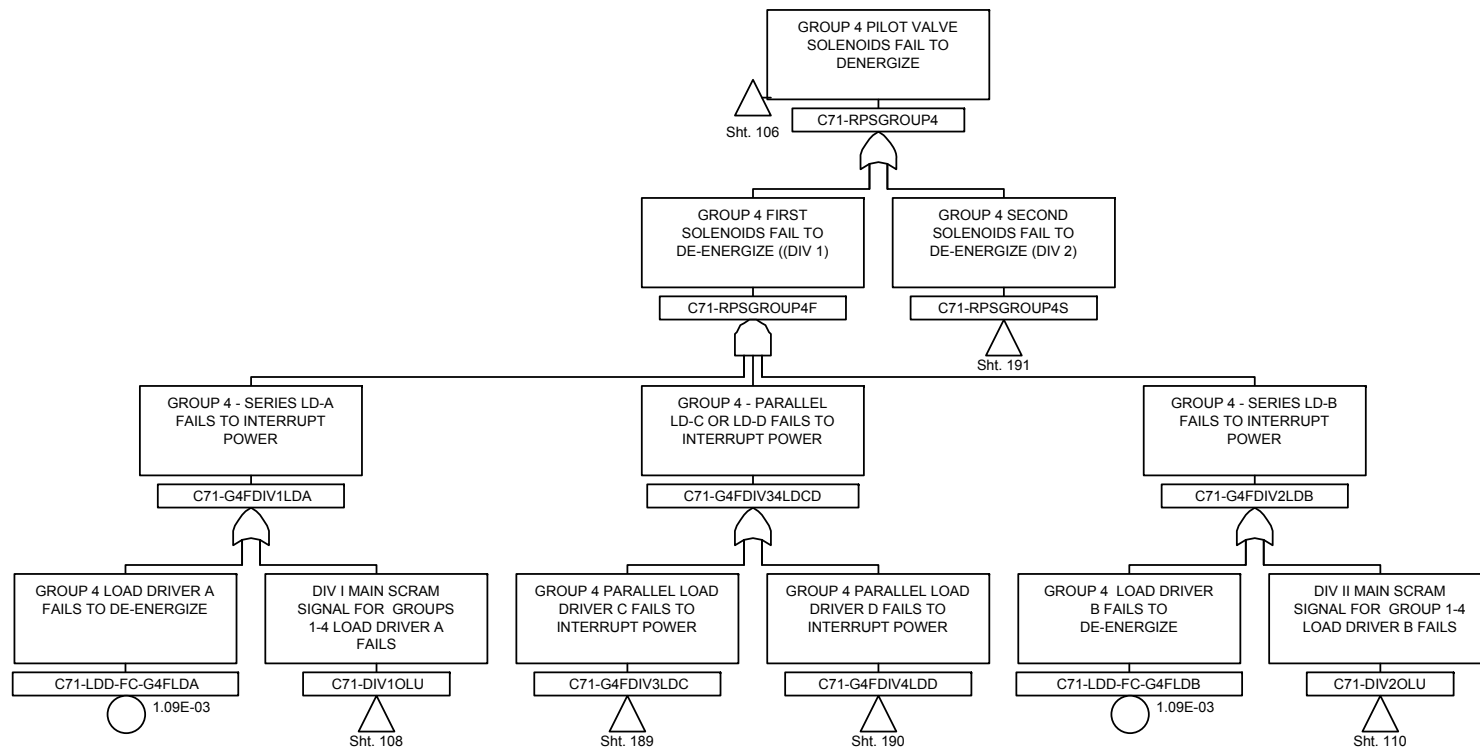 GROUP 4 PILOT VALVE
SOLENOIDS FAIL TO
DENERGIZE
Sht. 106
C71-RPSGROUP4
GROUP 4 FIRST
SOLENOIDS FAIL TO
DE-ENERGIZE ((DIV 1)
C71-RPSGROUP4F
GROUP 4 SECOND
SOLENOIDS FAIL TO
DE-ENERGIZE (DIV 2)
C71-RPSGROUP4S
Sht. 191
GROUP 4 - SERIES LD-A
FAILS TO INTERRUPT
POWER
C71-G4FDIV1LDA
GROUP 4 - PARALLEL
LD-C OR LD-D FAILS TO
INTERRUPT POWER
C71-G4FDIV34LDCD
GROUP 4 - SERIES LD-B
FAILS TO INTERRUPT
POWER
C71-G4FDIV2LDB
GROUP 4 LOAD DRIVER A
FAILS TO DE-ENERGIZE
C71-LDD-FC-G4FLDA
1.09E-03
DIV I MAIN SCRAM
SIGNAL FOR GROUPS
1-4 LOAD DRIVER A
FAILS
C71-DIV1OLU
Sht. 108
GROUP 4 PARALLEL LOAD
DRIVER C FAILS TO
INTERRUPT POWER
C71-G4FDIV3LDC
Sht. 189
GROUP 4 PARALLEL LOAD
DRIVER D FAILS TO
INTERRUPT POWER
C71-G4FDIV4LDD
Sht. 190
GROUP 4 LOAD DRIVER
B FAILS TO
DE-ENERGIZE
C71-LDD-FC-G4FLDB
1.09E-03
DIV II MAIN SCRAM
SIGNAL FOR GROUP 1-4
LOAD DRIVER B FAILS
C71-DIV2OLU
Sht. 110